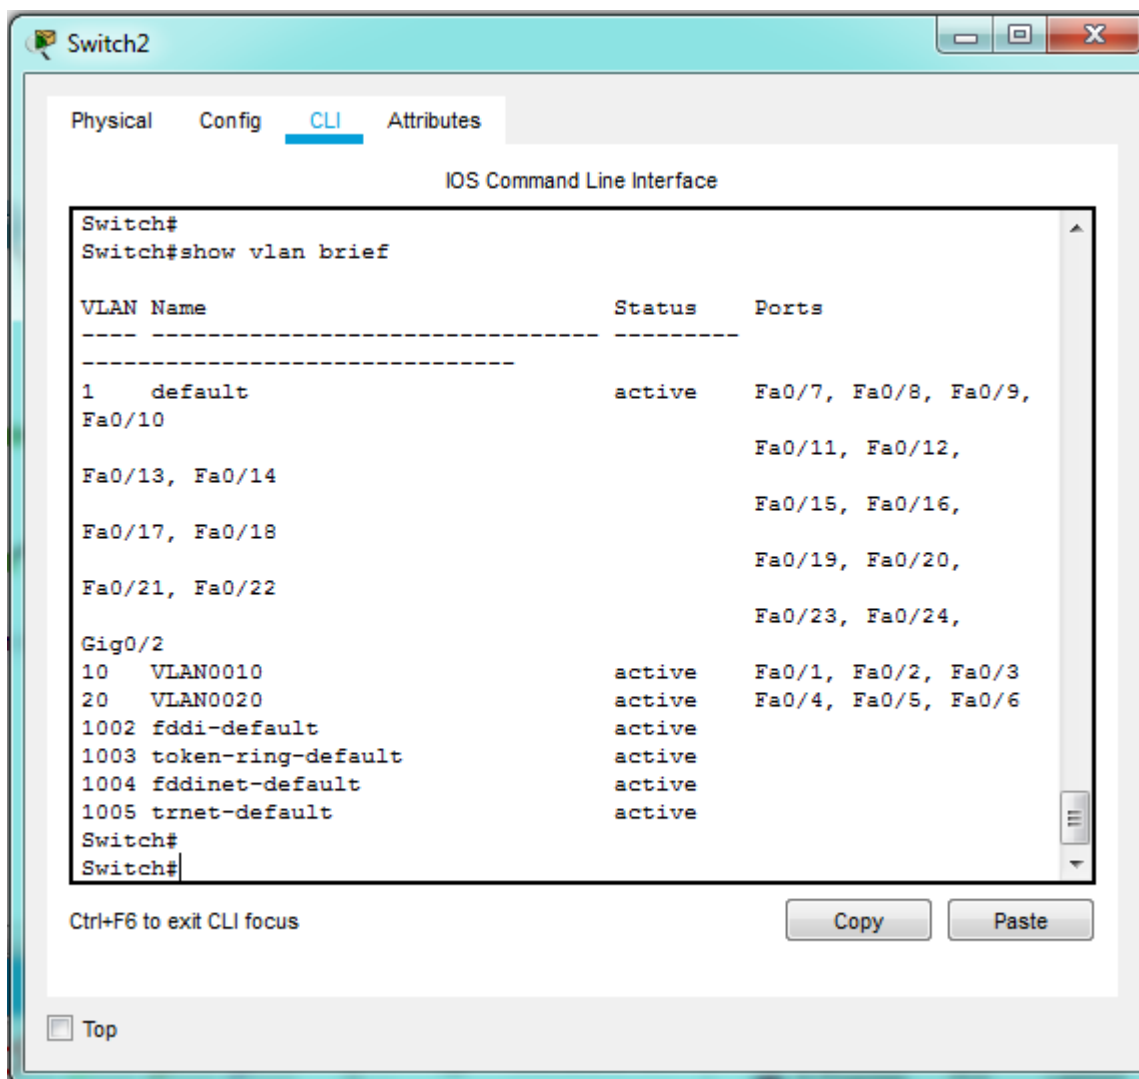 Switch2
Physical Config CLI Attributes
IOS Command Line Interface
Switch#
Switch#show vlan brief
VLAN Name                             Status    Ports
---- -------------------------------- ---------
-------------------------------
1    default                          active    Fa0/7, Fa0/8, Fa0/9,
Fa0/10
                                                Fa0/11, Fa0/12,
Fa0/13, Fa0/14
                                                Fa0/15, Fa0/16,
Fa0/17, Fa0/18
                                                Fa0/19, Fa0/20,
Fa0/21, Fa0/22
                                                Fa0/23, Fa0/24,
Gig0/2
10   VLAN0010                         active    Fa0/1, Fa0/2, Fa0/3
20   VLAN0020                         active    Fa0/4, Fa0/5, Fa0/6
1002 fddi-default                     active
1003 token-ring-default               active
1004 fddinet-default                  active
1005 trnet-default                    active
Switch#
Switch#
Ctrl+F6 to exit CLI focus
Copy Paste
Top